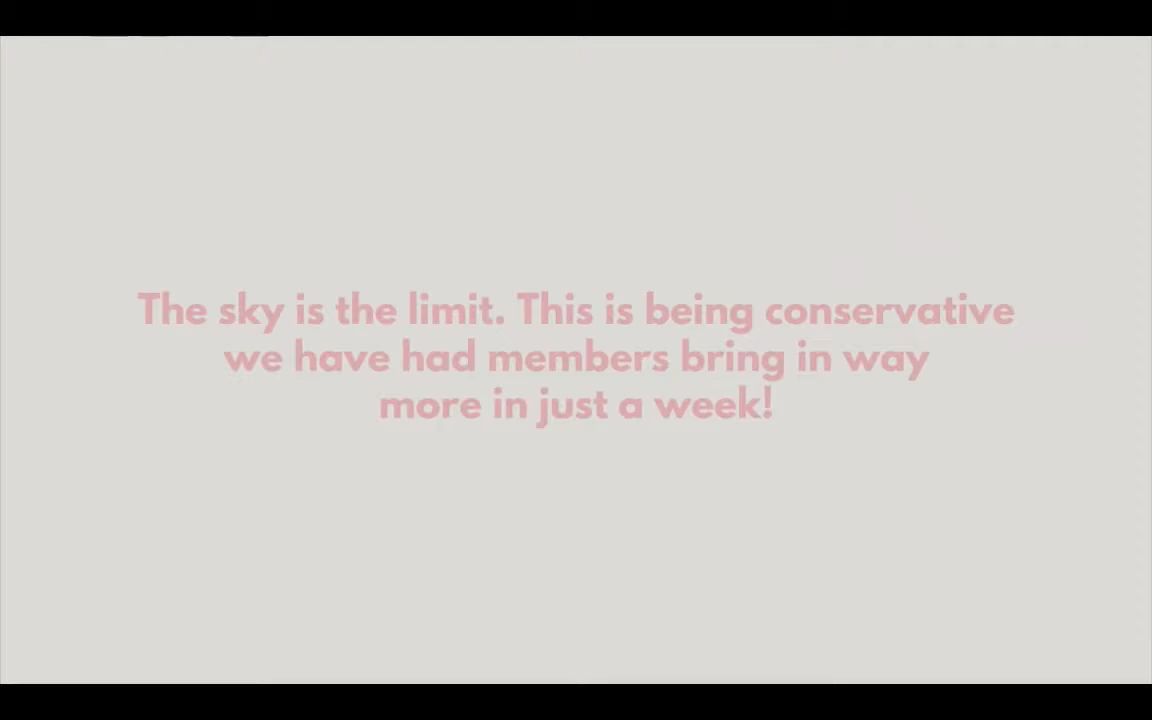 The sky is the limit. This is being conservative
we have had members bring in way
more in just a week!